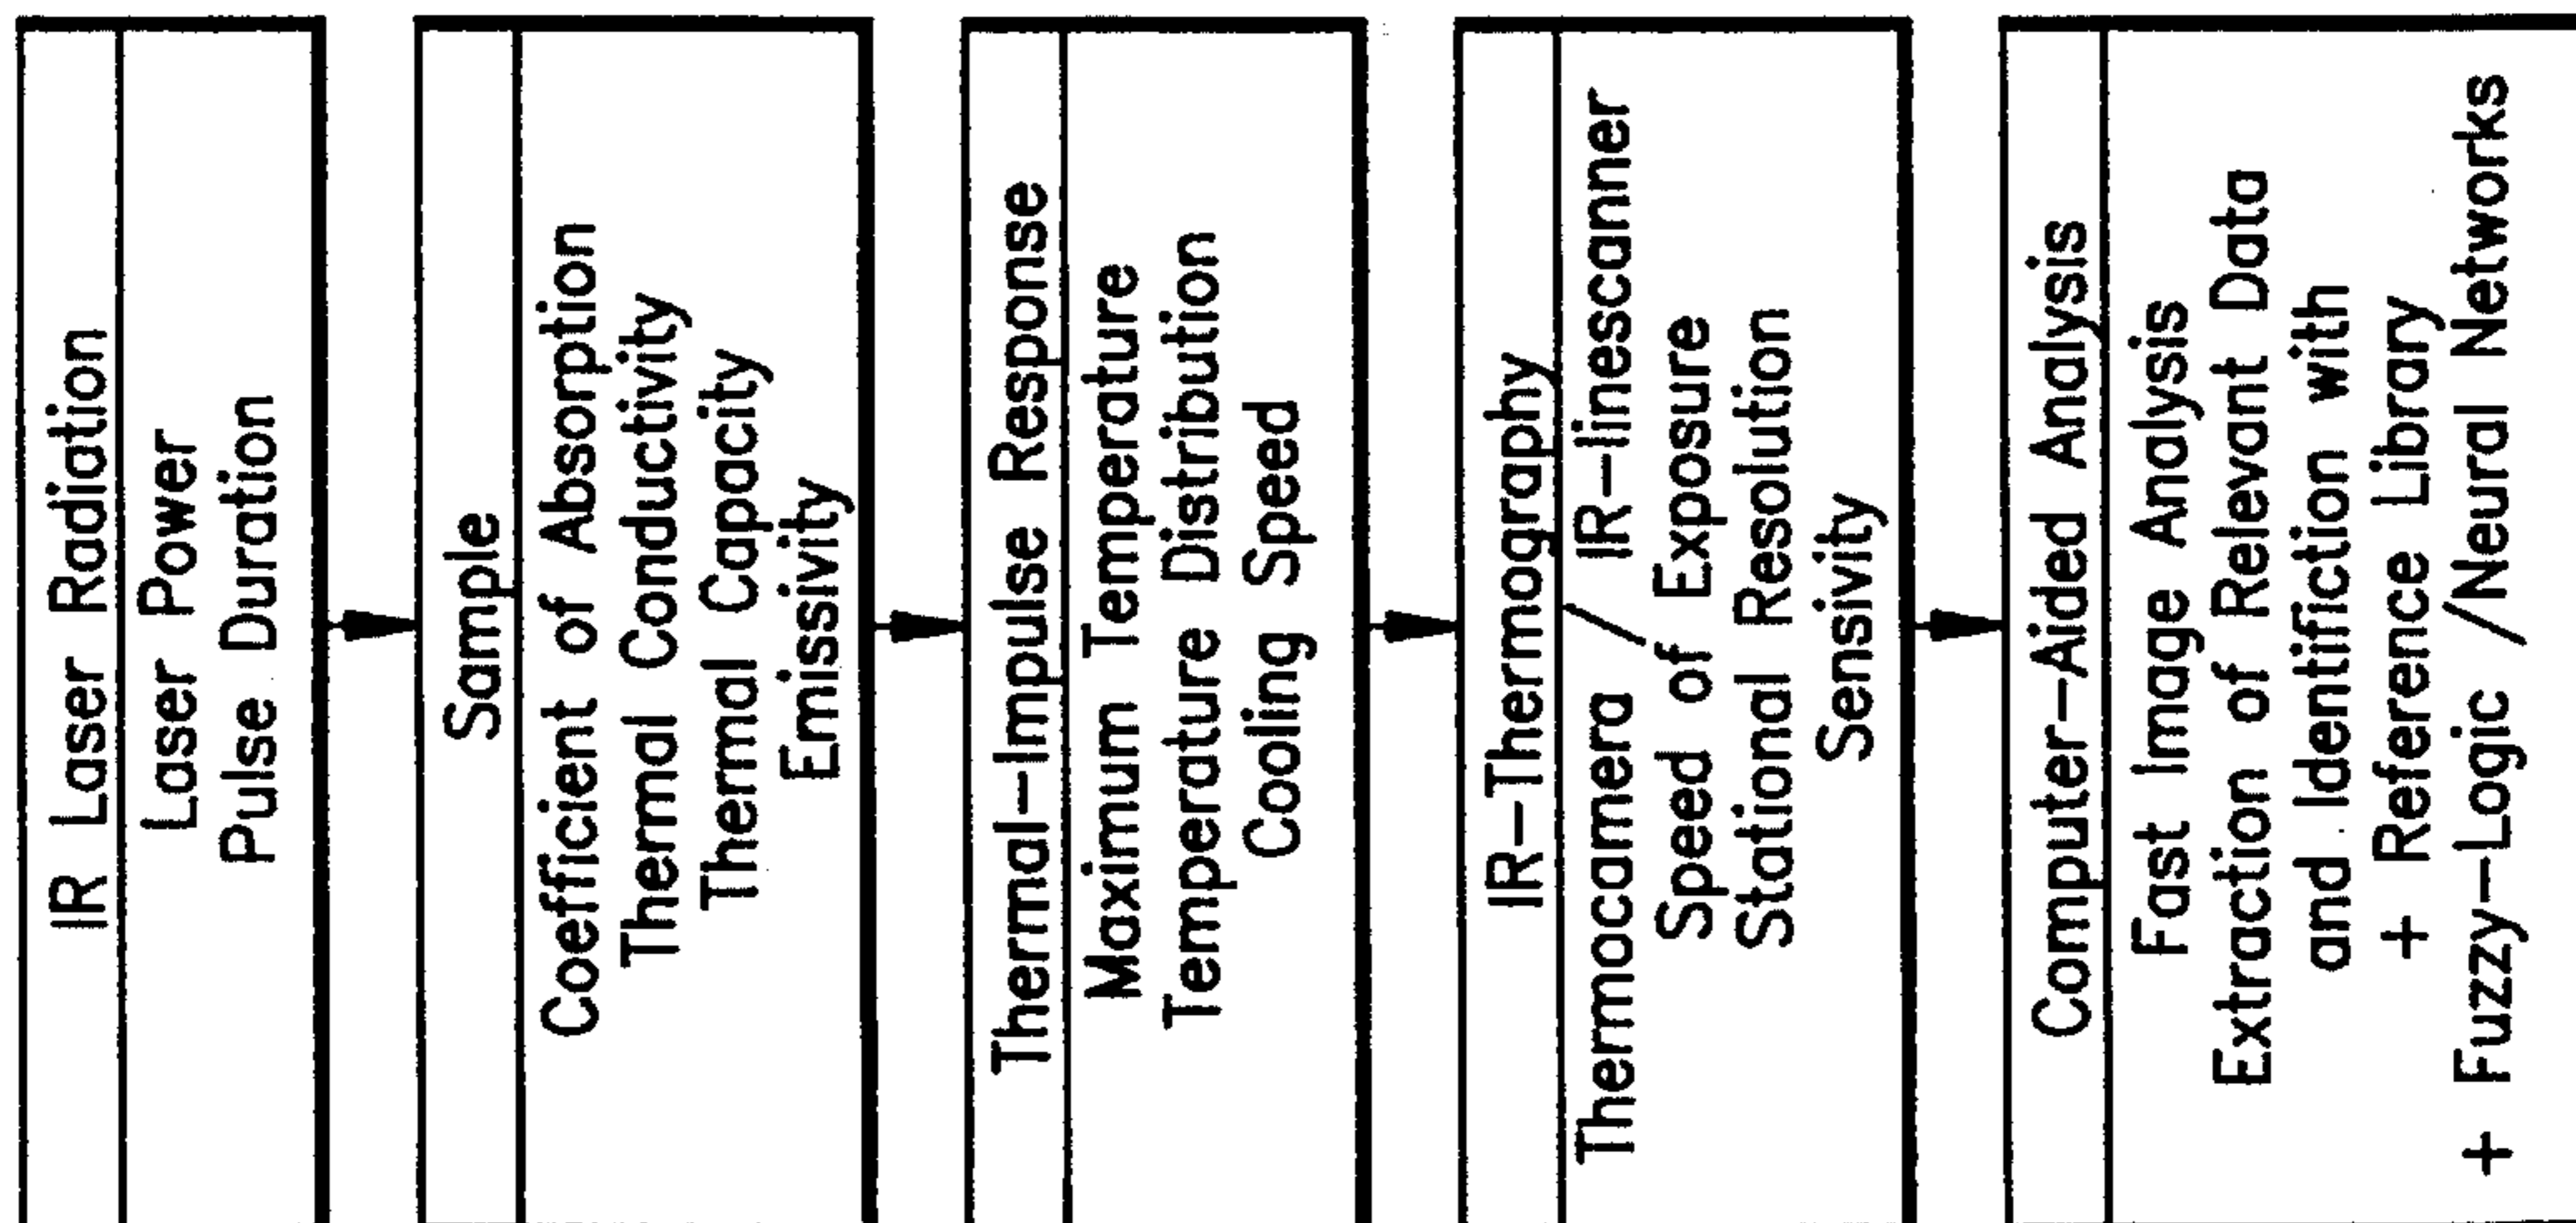 IR Laser Radiation
Laser Power
Pulse Duration
Sample
Coefficient of Absorption
Thermal Conductivity
Thermal Capacity
Emissivity
Thermal-Impulse Response
Maximum Temperature
Temperature Distribution
Cooling Speed
IR-Thermography
Thermocamera / IR-linescanner
Speed of Exposure
Stational Resolution
Sensivity
Computer-Aided Analysis
Fast Image Analysis
Extraction of Relevant Data
and Identifiction with
+ Reference Library
+ Fuzzy-Logic /Neural Networks